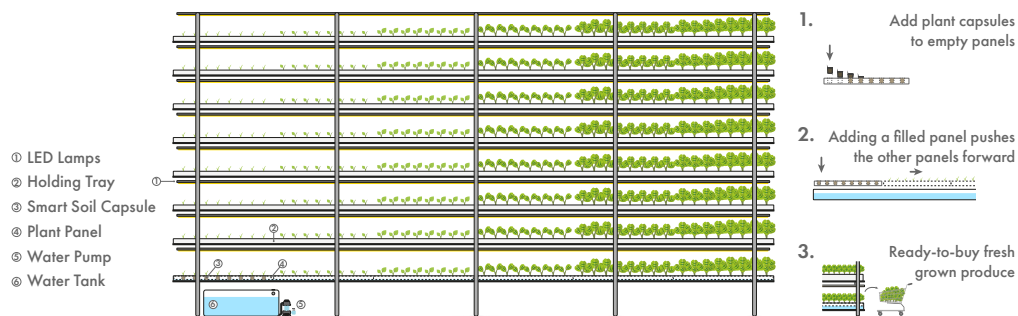 ① LED Lamps
② Holding Tray
③ Smart Soil Capsule
④ Plant Panel
⑤ Water Pump
⑥ Water Tank
①
②
③ ④
⑥ ⑤
1. Add plant capsules
to empty panels
2. Adding a filled panel pushes
the other panels forward
3. Ready-to-buy fresh
grown produce